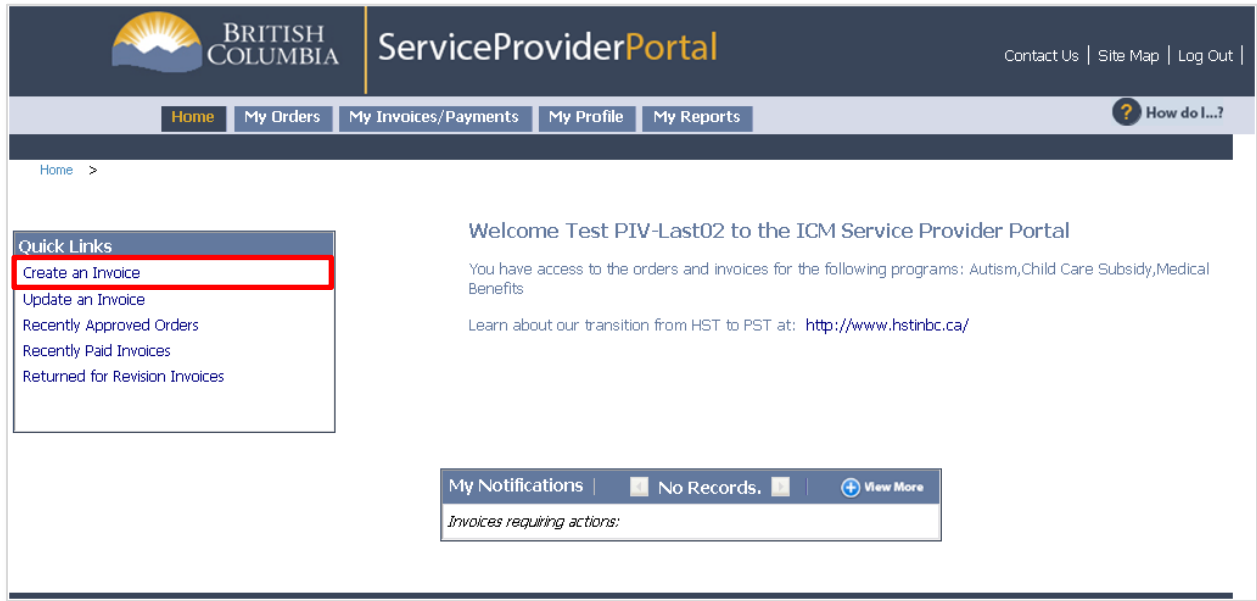 BRITISH
COLUMBIA
ServiceProviderPortal
Contact Us | Site Map | Log Out |
Home My Orders My Invoices/Payments My Profile My Reports
? How do I...?
Home >
Quick Links
Create an Invoice
Update an Invoice
Recently Approved Orders
Recently Paid Invoices
Returned for Revision Invoices
Welcome Test PIV-Last02 to the ICM Service Provider Portal
You have access to the orders and invoices for the following programs: Autism,Child Care Subsidy,Medical
Benefits
Learn about our transition from HST to PST at: http://www.hstinbc.ca/
My Notifications | No Records. | View More
Invoices requiring actions: